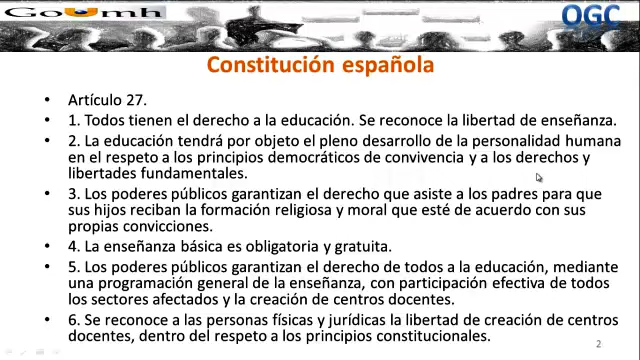 GoUmh
OGC
Constitución española
• Artículo 27.
• 1. Todos tienen el derecho a la educación. Se reconoce la libertad de enseñanza.
• 2. La educación tendrá por objeto el pleno desarrollo de la personalidad humana
en el respeto a los principios democráticos de convivencia y a los derechos y
libertades fundamentales.
• 3. Los poderes públicos garantizan el derecho que asiste a los padres para que
sus hijos reciban la formación religiosa y moral que esté de acuerdo con sus
propias convicciones.
• 4. La enseñanza básica es obligatoria y gratuita.
• 5. Los poderes públicos garantizan el derecho de todos a la educación, mediante
una programación general de la enseñanza, con participación efectiva de todos
los sectores afectados y la creación de centros docentes.
• 6. Se reconoce a las personas físicas y jurídicas la libertad de creación de centros
docentes, dentro del respeto a los principios constitucionales.
2